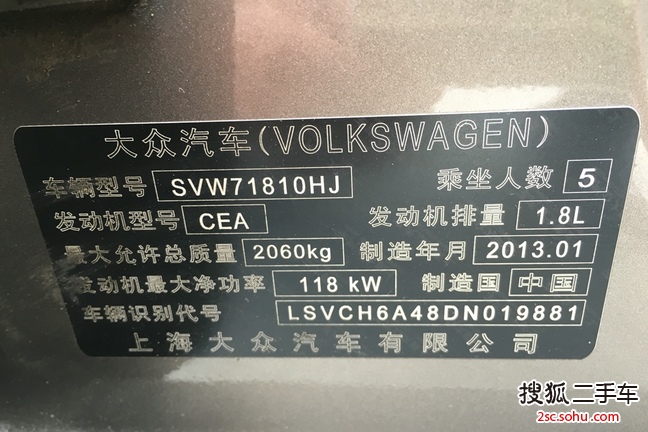 大众汽车(VOLKSWAGEN)
车辆型号 SVW71810HJ 乘坐人数 5
发动机型号 CEA 发动机排量 1.8L
最大允许总质量 2060kg 制造年月 2013.01
发动机最大净功率 118 kW 制造国 中国
车辆识别代号 LSVCH6A48DN019881
上海大众汽车有限公司
搜狐二手车
2sc.sohu.com